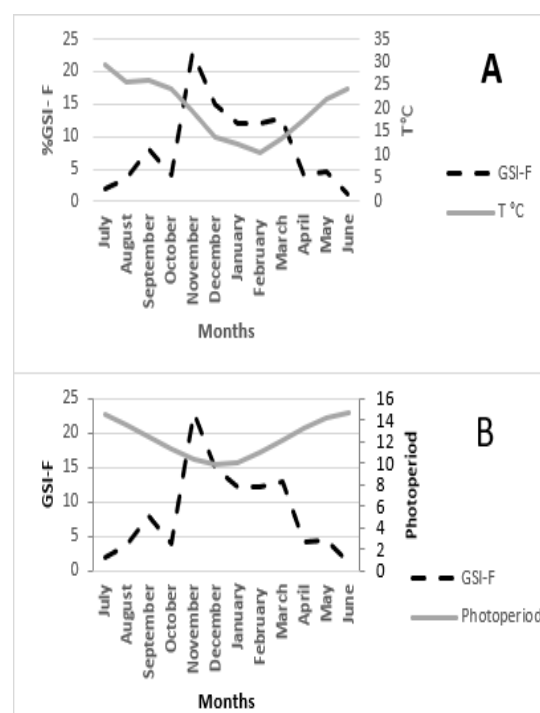 A
25
20
15
10
5
0
%GSI- F
35
30
25
20
15
10
5
0
T°C
GSI-F
T °C
July
August
September
October
November
December
January
February
March
April
May
June
Months
B
25
20
15
10
5
0
GSI-F
16
14
12
10
8
6
4
2
0
Photoperiod
GSI-F
Photoperiod
July
August
September
October
November
December
January
February
March
April
May
June
Months